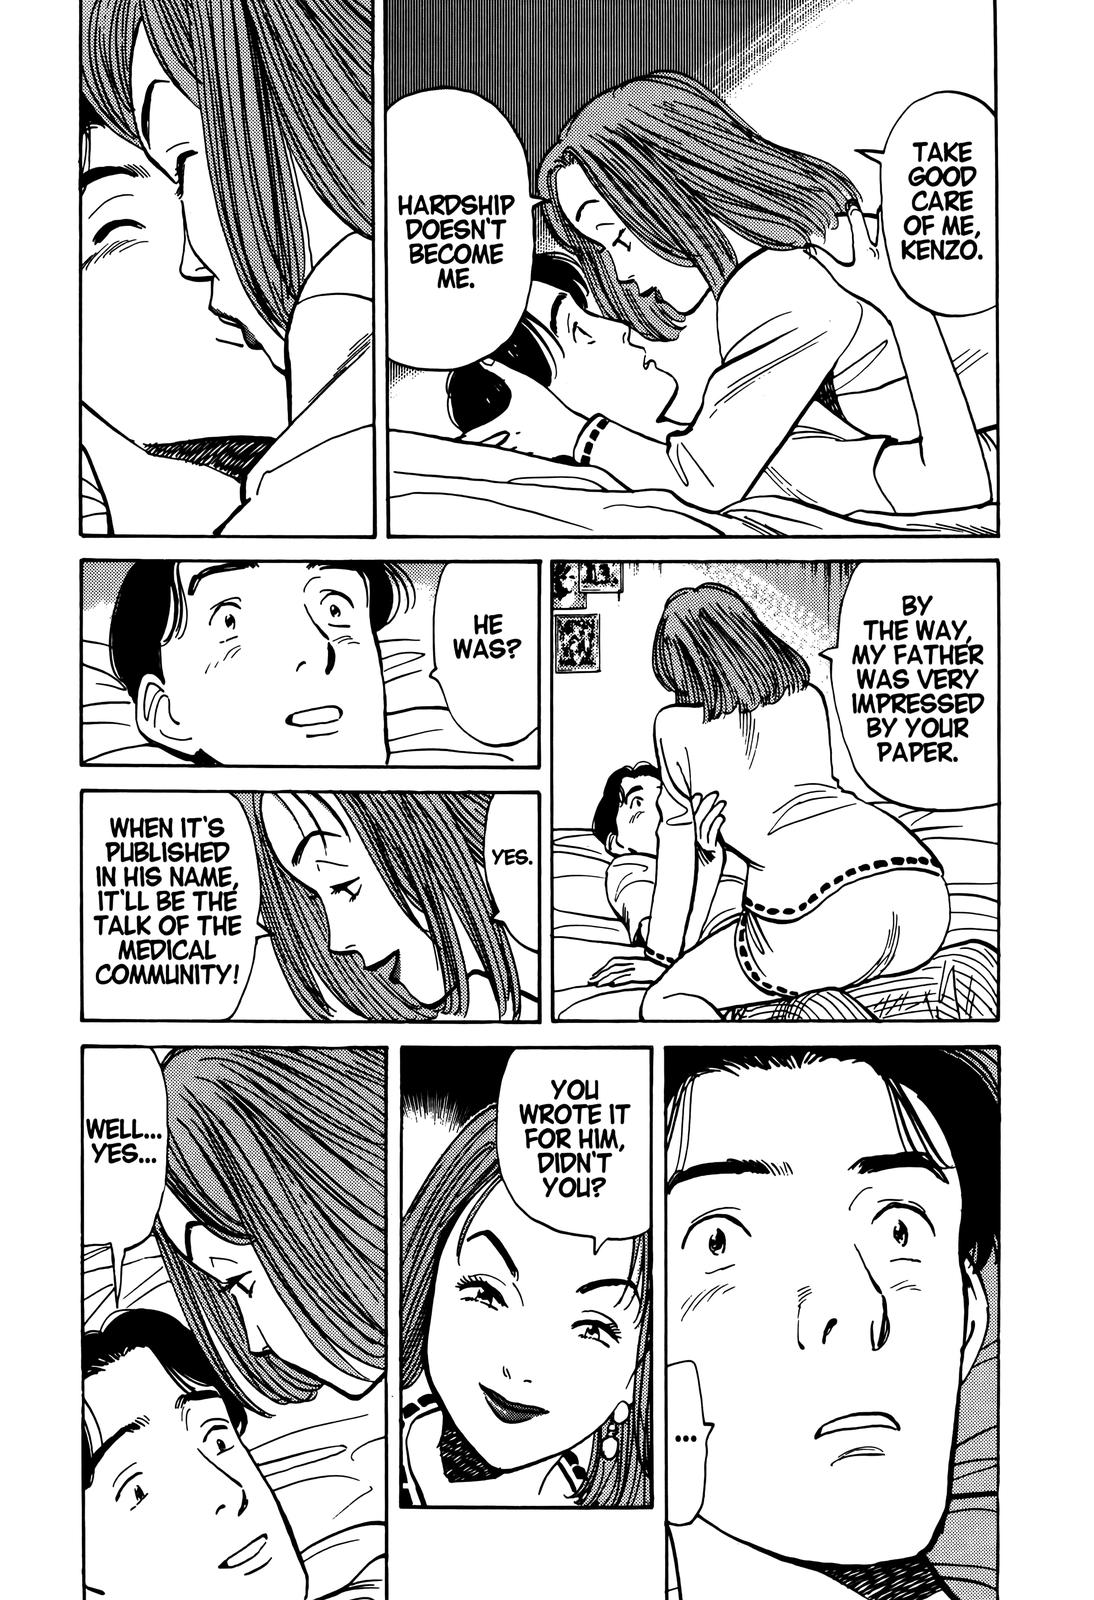 TAKE
GOOD
CARE
OF ME,
KENZO.
HARDSHIP
DOESN'T
BECOME
ME.
BY
THE WAY,
MY FATHER
WAS VERY
IMPRESSED
BY YOUR
PAPER.
HE
WAS?
YES.
WHEN IT'S
PUBLISHED
IN HIS NAME,
IT'LL BE THE
TALK OF THE
MEDICAL
COMMUNITY!
...
YOU
WROTE IT
FOR HIM,
DIDN'T
YOU?
WELL...
YES...